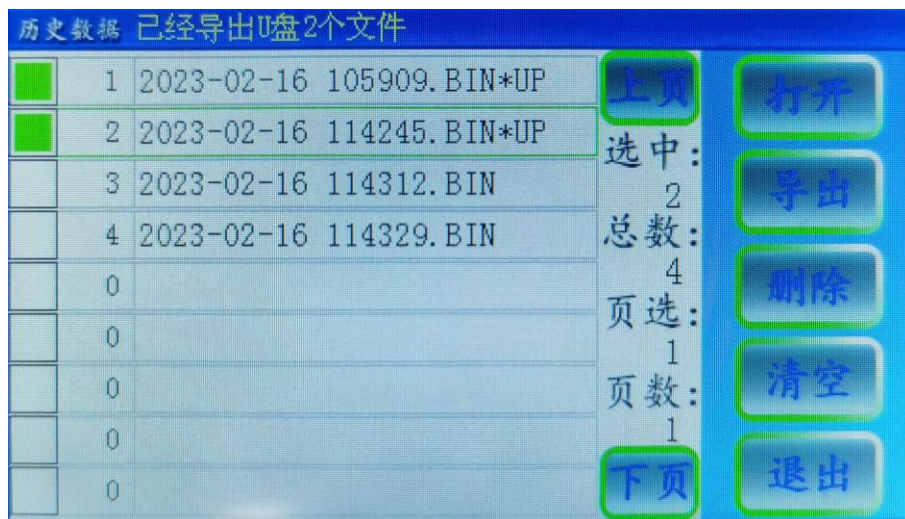 历史数据 已经导出U盘2个文件
1 2023-02-16 105909.BIN*UP
2 2023-02-16 114245.BIN*UP
3 2023-02-16 114312.BIN
4 2023-02-16 114329.BIN
0
0
0
0
0
上页
选中:
2
总数:
4
页选:
1
页数:
1
下页
打开
导出
删除
清空
退出